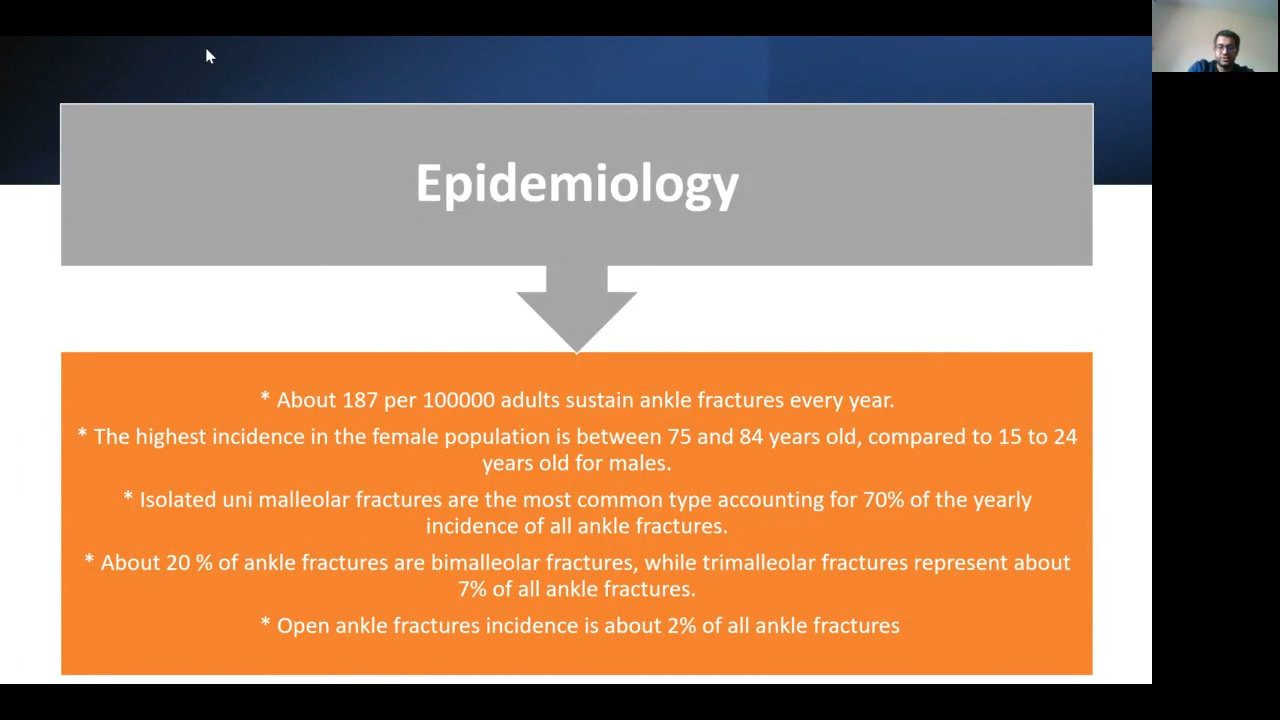 Epidemiology
* About 187 per 100000 adults sustain ankle fractures every year.
* The highest incidence in the female population is between 75 and 84 years old, compared to 15 to 24
years old for males.
* Isolated uni malleolar fractures are the most common type accounting for 70% of the yearly
incidence of all ankle fractures.
* About 20 % of ankle fractures are bimalleolar fractures, while trimalleolar fractures represent about
7% of all ankle fractures.
* Open ankle fractures incidence is about 2% of all ankle fractures